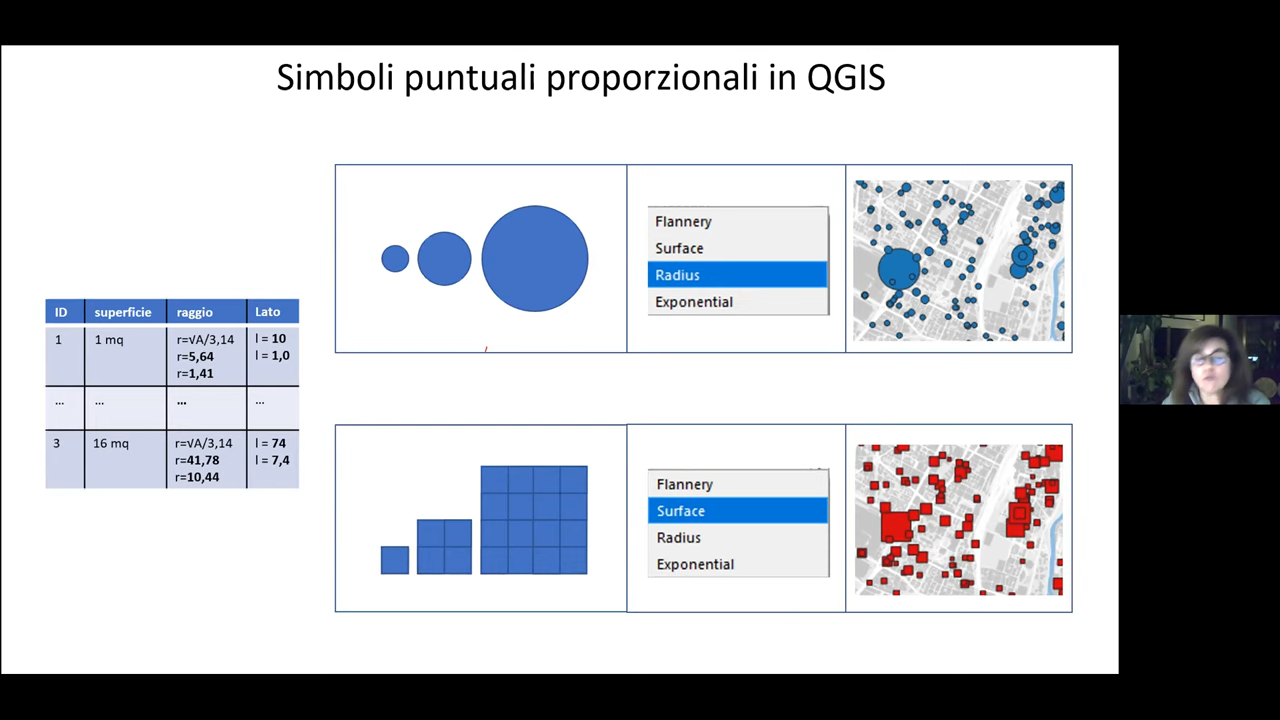 Simboli puntuali proporzionali in QGIS
ID superficie raggio Lato
1 1 mq r=√A/3,14 l = 10
r=5,64 l = 1,0
r=1,41
... ... ... ...
3 16 mq r=√A/3,14 l = 74
r=41,78 l = 7,4
r=10,44
Flannery
Surface
Radius
Exponential
Flannery
Surface
Radius
Exponential